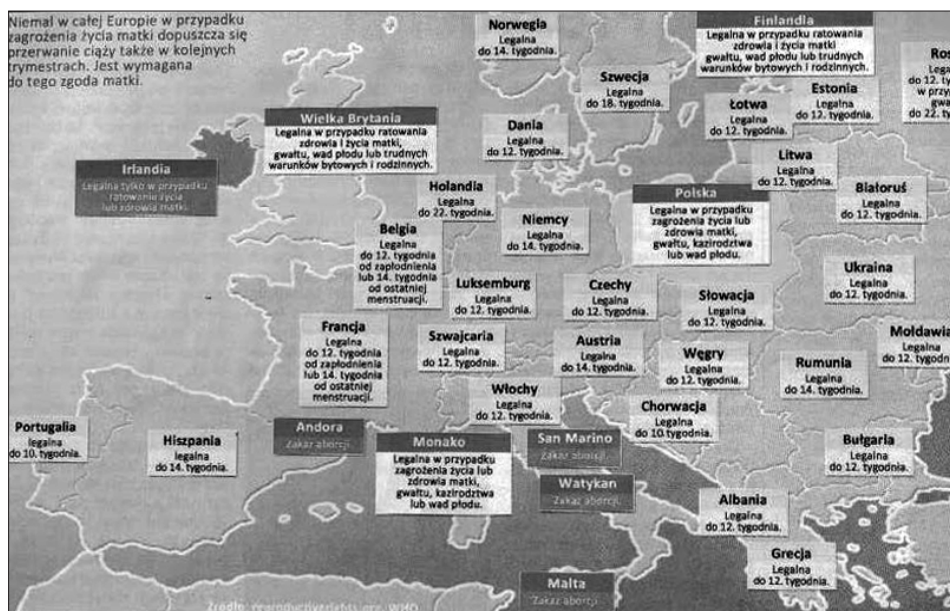 Niemal w całej Europie w przypadku
zagrożenia życia matki dopuszcza się
przerwanie ciąży także w kolejnych
trymestrach. Jest wymagana
do tego zgoda matki.
Norwegia
Legalna
do 14. tygodnia.
Finlandia
Legalna w przypadku ratowania
zdrowia i życia matki
gwałtu, wad płodu lub trudnych
warunków bytowych i rodzinnych.
Szwecja
Legalna
do 18. tygodnia.
Łotwa
Legalna
do 12. tygodnia.
Estonia
Legalna
do 12. tygodnia.
do 12.
w
do 22.
Wielka Brytania
Legalna w przypadku ratowania
zdrowia i życia matki,
gwałtu, wad płodu lub trudnych
warunków bytowych i rodzinnych.
Dania
Legalna
do 12. tygodnia.
Litwa
Legalna
do 12. tygodnia.
Irlandia
Legalna tylko w przypadku
ratowania życia
lub zdrowia matki.
Holandia
Legalna
do 22. tygodnia.
Niemcy
Legalna
do 14. tygodnia.
Polska
Legalna w przypadku
zagrożenia życia lub
zdrowia matki,
gwałtu, kazirodztwa
lub wad płodu.
Białoruś
Legalna
do 12. tygodnia.
Belgia
Legalna
do 12. tygodnia
od zapłodnienia
lub 14. tygodnia
od ostatniej
menstruacji.
Luksemburg
Legalna
do 12. tygodnia.
Czechy
Legalna
do 12. tygodnia.
Słowacja
Legalna
do 12. tygodnia.
Ukraina
Legalna
do 12. tygodnia.
Francja
Legalna
do 12. tygodnia
od zapłodnienia
lub 14. tygodnia
od ostatniej
menstruacji.
Szwajcaria
Legalna
do 12. tygodnia.
Austria
Legalna
do 14. tygodnia.
Węgry
Legalna
do 12. tygodnia.
Rumunia
Legalna
do 14. tygodnia.
Mołdawia
Legalna
do 12. tygodnia.
Włochy
Legalna
do 12. tygodnia.
Chorwacja
Legalna
do 10. tygodnia.
Portugalia
legalna
do 10. tygodnia.
Hiszpania
legalna
do 14. tygodnia.
Andora
Zakaz aborcji.
Monako
Legalna w przypadku
zagrożenia życia lub
zdrowia matki,
gwałtu, kazirodztwa
lub wad płodu.
San Marino
Zakaz aborcji.
Watykan
Zakaz aborcji.
Bułgaria
Legalna
do 12. tygodnia.
Albania
Legalna
do 12. tygodnia.
Grecja
Legalna
do 12. tygodnia.
Malta
Zakaz aborcji.
Źródło: reproductiverights.org, WHO